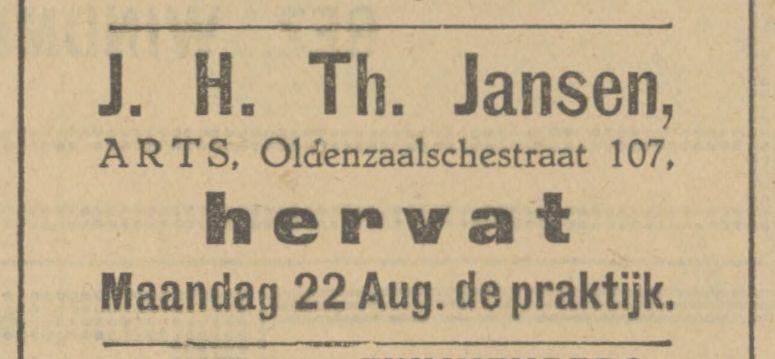 J. H. Th. Jansen,
ARTS, Oldenzaalschestraat 107,
hervat
Maandag 22 Aug. de praktijk.